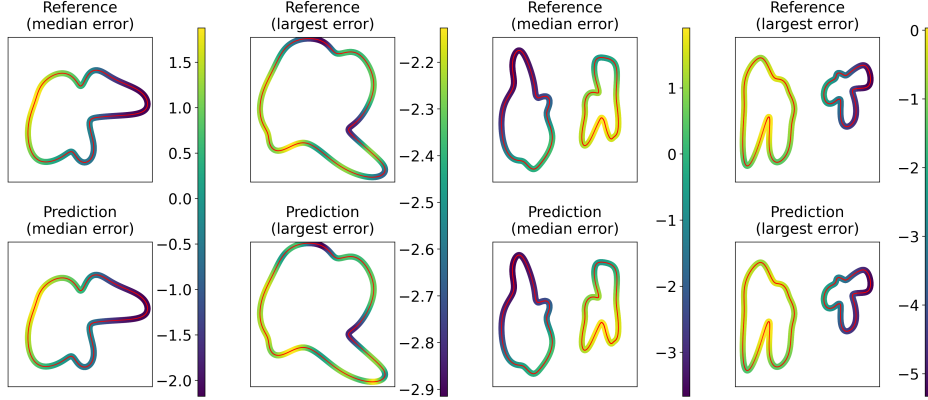 Reference
(median error)
Reference
(largest error)
Reference
(median error)
Reference
(largest error)
1.5
1.0
0.5
0.0
−0.5
−1.0
−1.5
−2.0
−2.2
−2.3
−2.4
−2.5
−2.6
−2.7
−2.8
−2.9
1
0
−1
−2
−3
0
−1
−2
−3
−4
−5
Prediction
(median error)
Prediction
(largest error)
Prediction
(median error)
Prediction
(largest error)